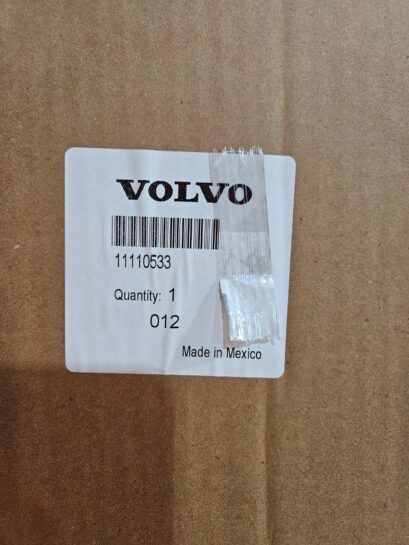 VOLVO
11110533
Quantity: 1
012
Made in Mexico